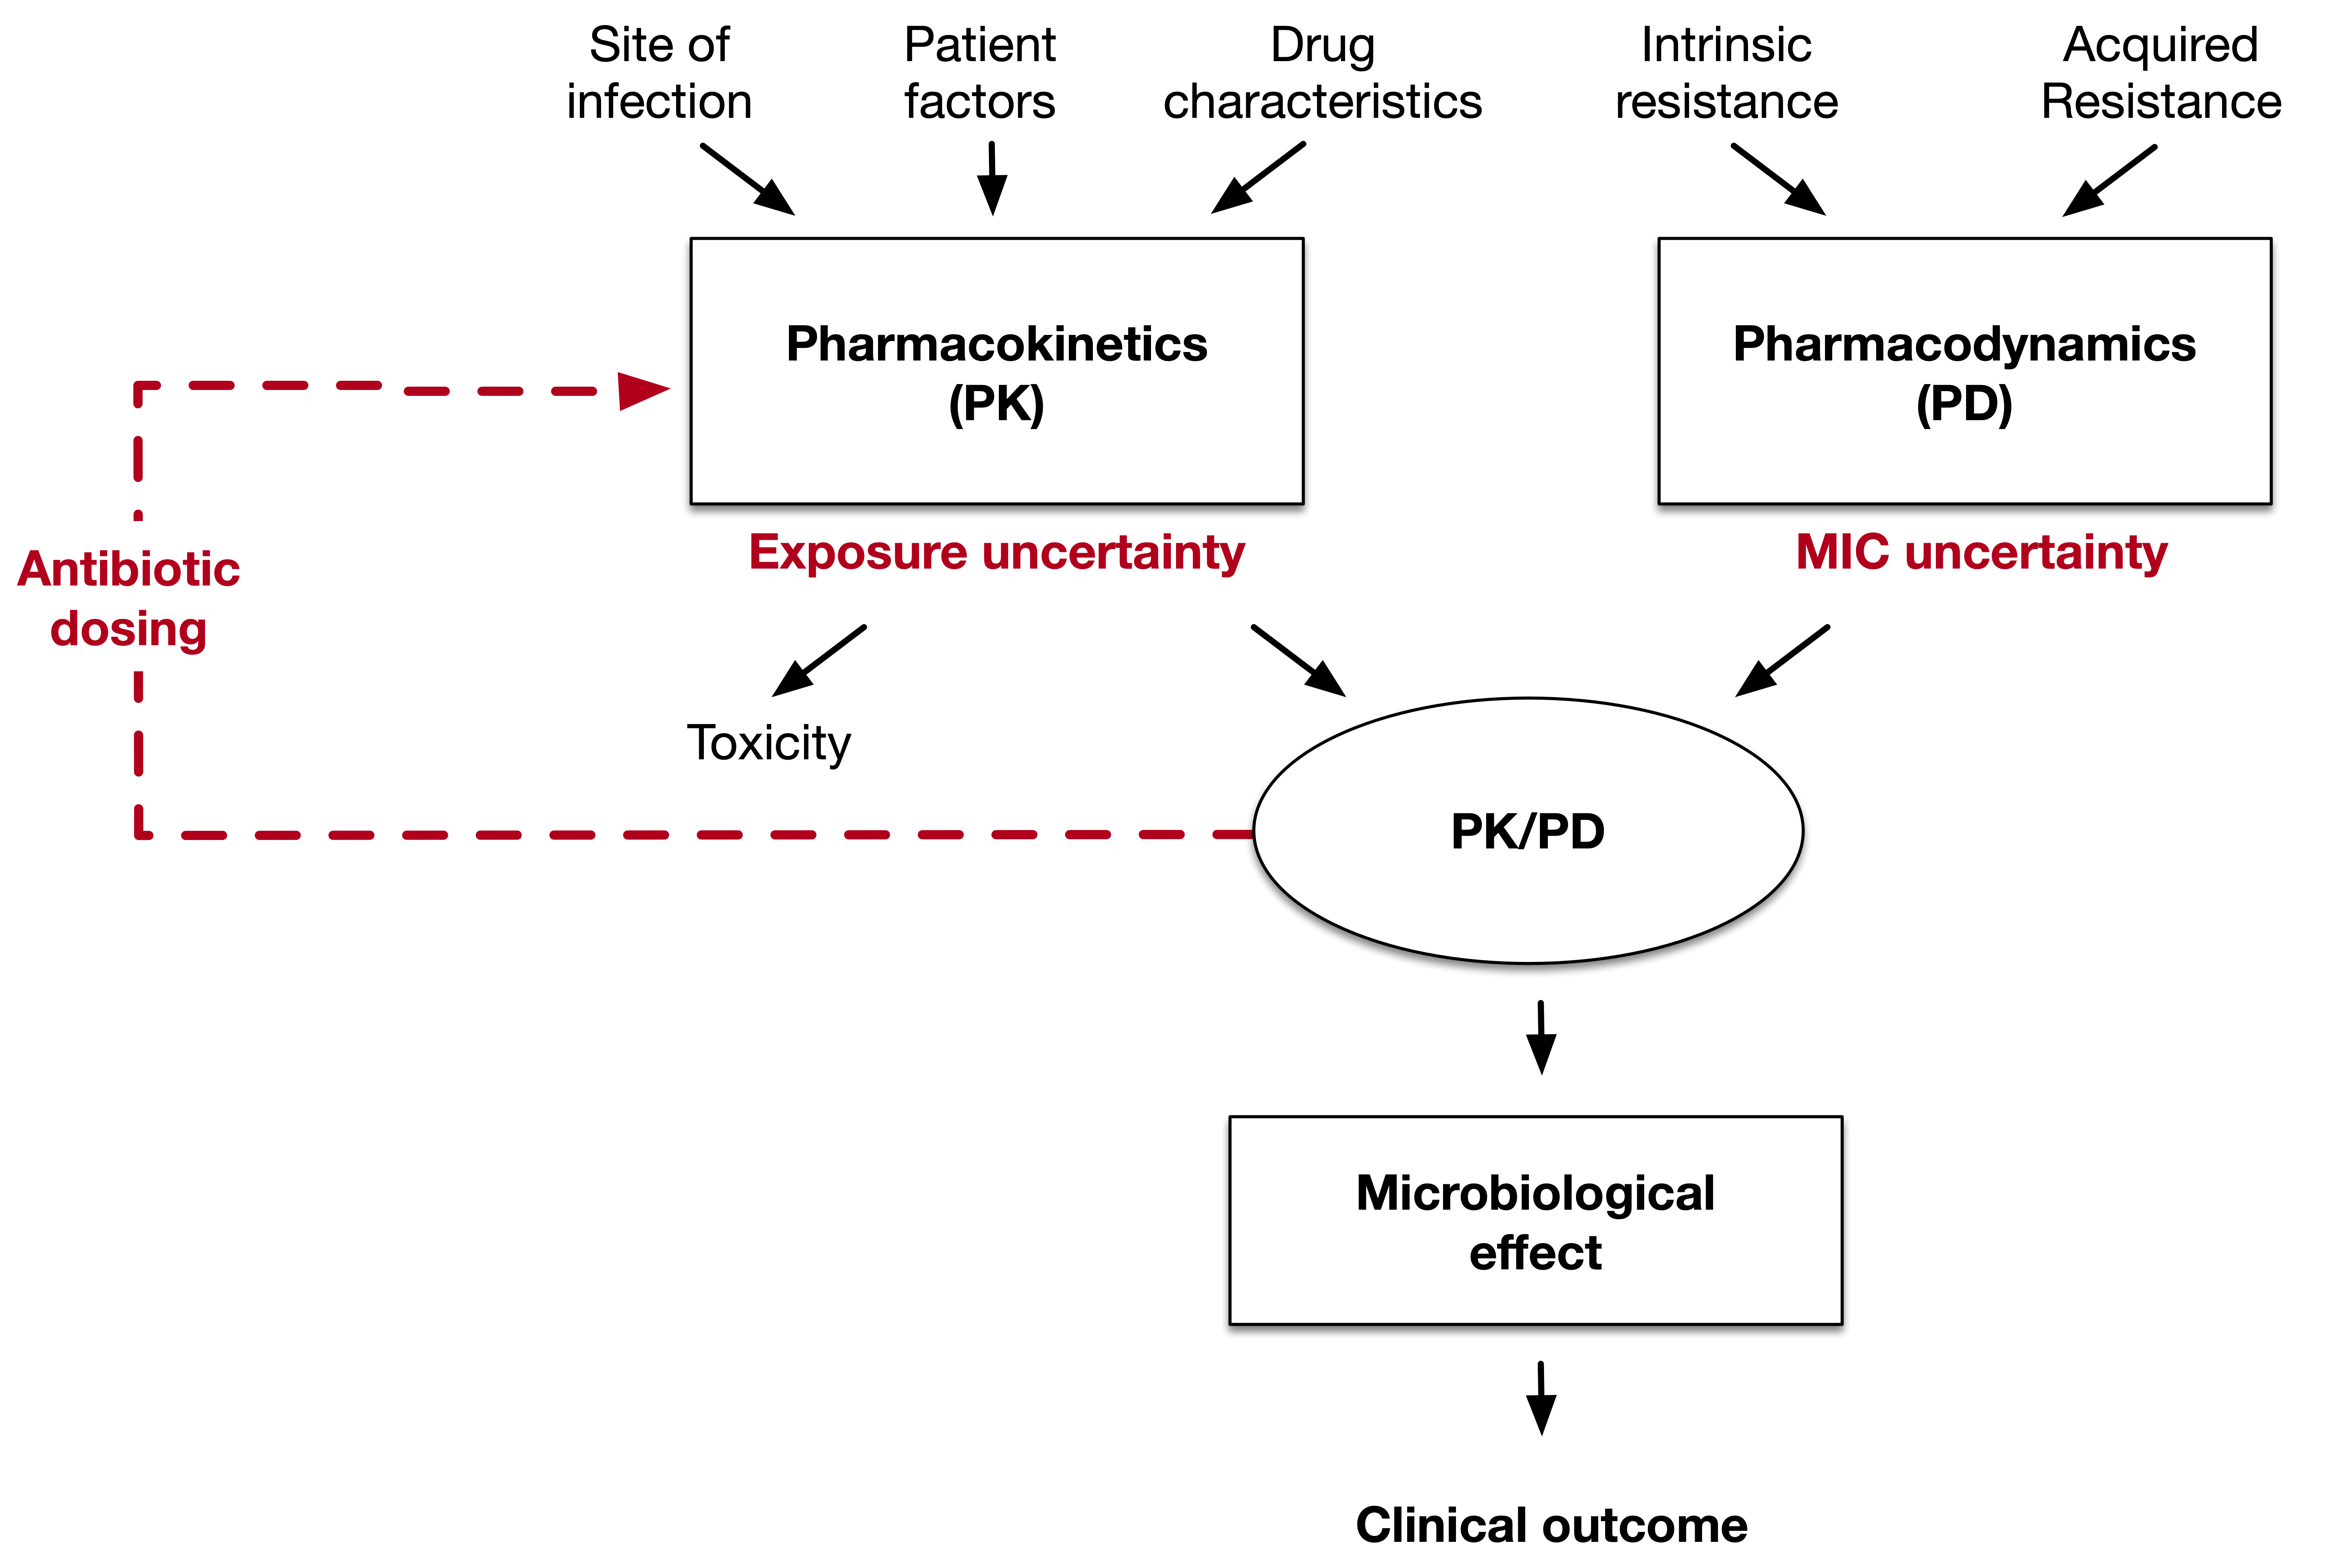 Site of
infection
Patient
factors
Drug
characteristics
Intrinsic
resistance
Acquired
Resistance
Pharmacokinetics
(PK)
Pharmacodynamics
(PD)
Exposure uncertainty
MIC uncertainty
Antibiotic
dosing
Toxicity
PK/PD
Microbiological
effect
Clinical outcome